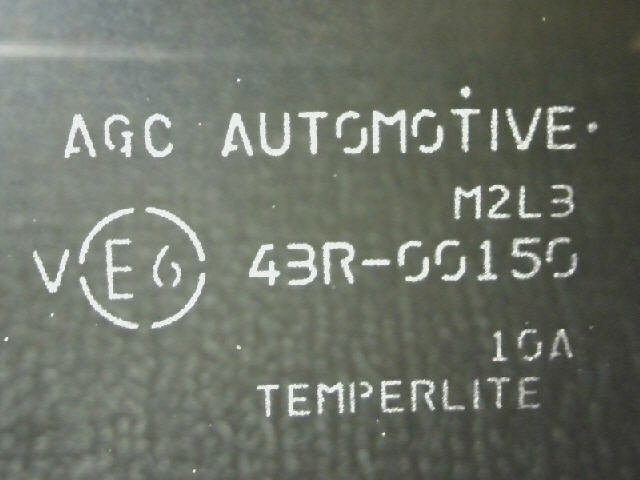 AGC AUTOMOTIVE
M2L3
V E6 43R-00150
10A
TEMPERLITE